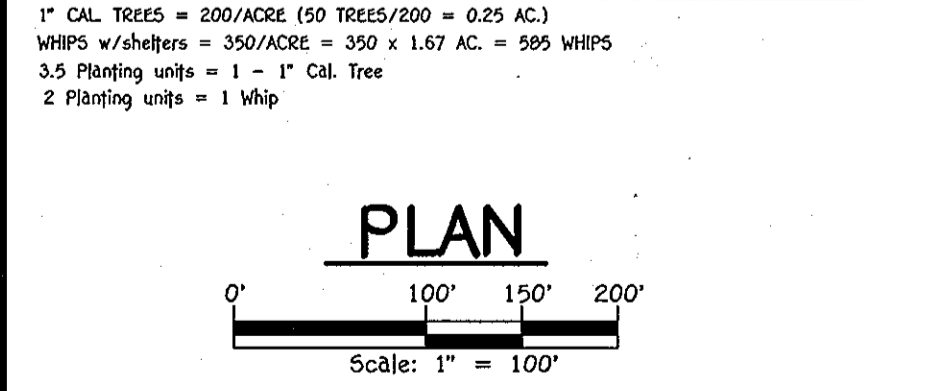 1" CAL. TREES = 200/ACRE (50 TREES/200 = 0.25 AC.)
WHIPS w/shelters = 350/ACRE = 350 x 1.67 AC. = 585 WHIPS
3.5 Planting units = 1 - 1" Cal. Tree
2 Planting units = 1 Whip
PLAN
0' 100' 150' 200'
Scale: 1" = 100'